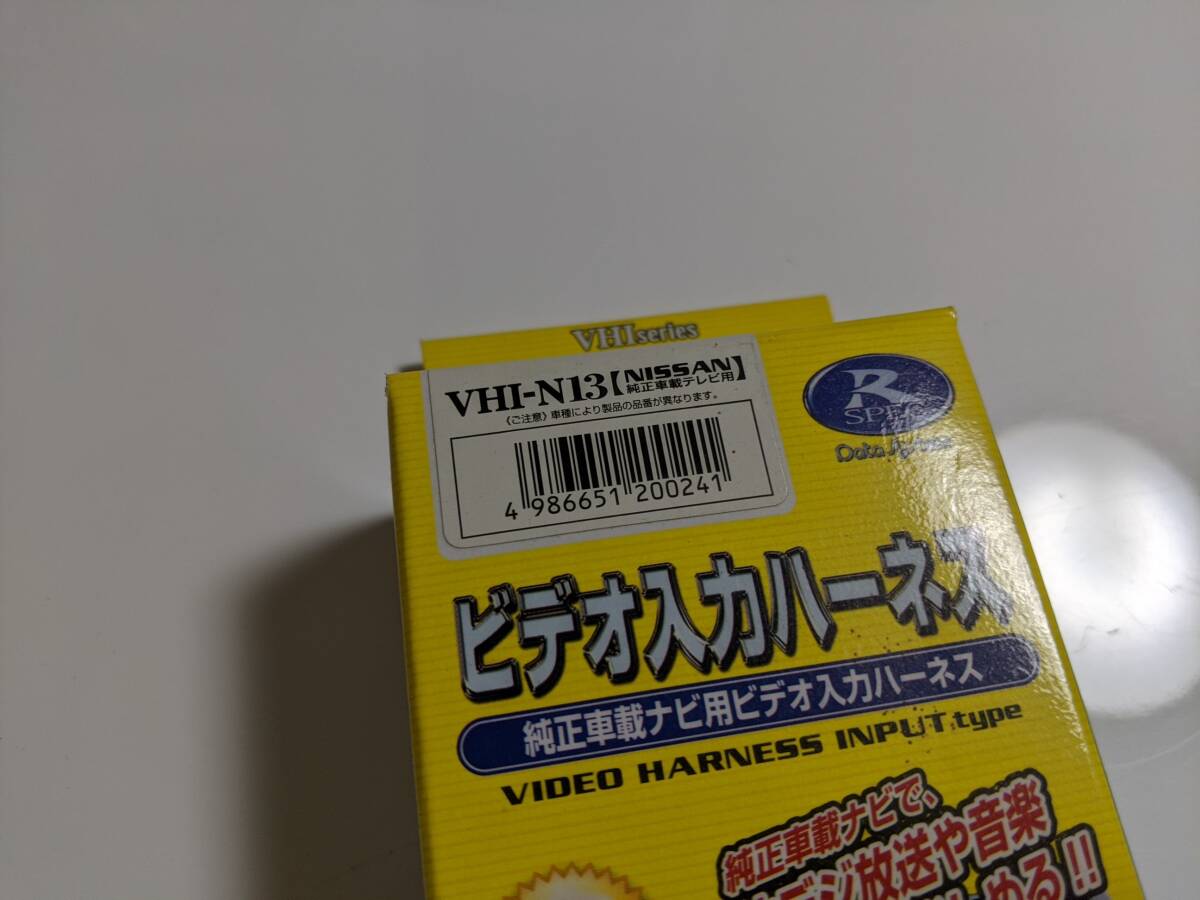 VHIseries
VHI-N13【NISSAN 純正車載テレビ用】
〈ご注意〉車種により製品の品番が異なります。
4 986651 200241
R
SPEC
Data System
ビデオ入力ハーネス
純正車載ナビ用ビデオ入力ハーネス
VIDEO HARNESS INPUT.type
純正車載ナビで、
デジ放送や音楽
める!!